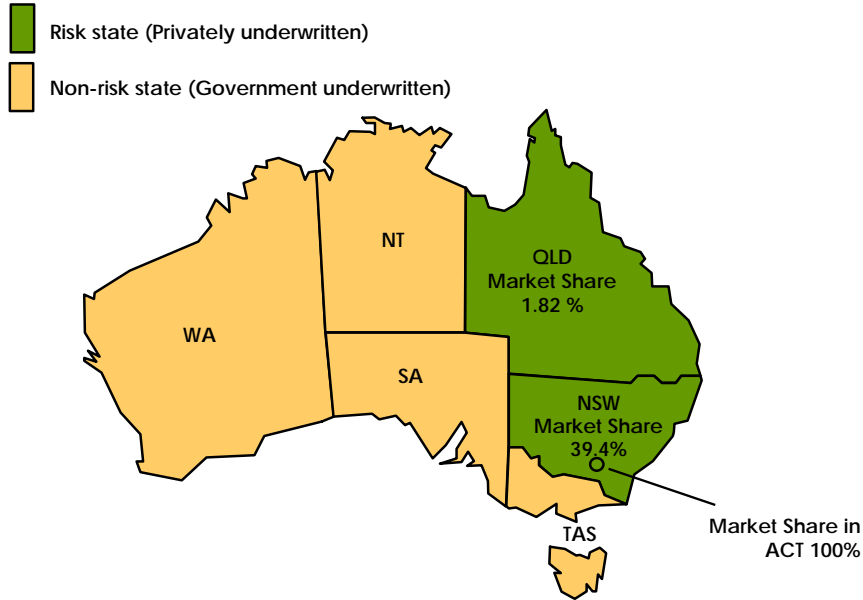 Risk state (Privately underwritten)
Non-risk state (Government underwritten)
NT
QLD
Market Share
1.82 %
WA
SA
NSW
Market Share
39.4%
Market Share in
ACT 100%
TAS